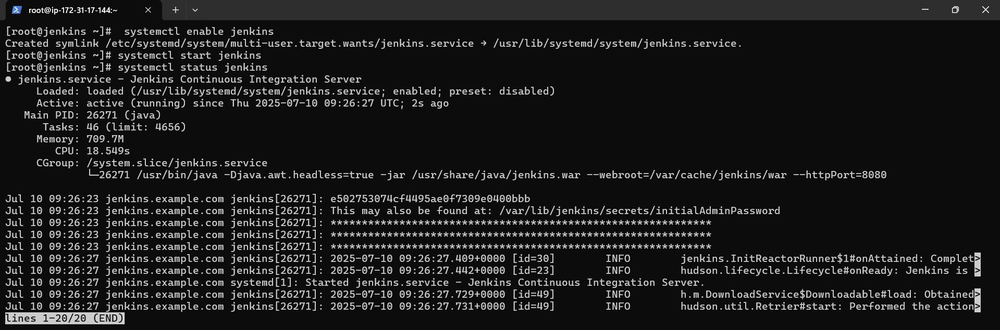 root@ip-172-31-17-144:~
[root@jenkins ~]#  systemctl enable jenkins
Created symlink /etc/systemd/system/multi-user.target.wants/jenkins.service → /usr/lib/systemd/system/jenkins.service.
[root@jenkins ~]# systemctl start jenkins
[root@jenkins ~]# systemctl status jenkins
● jenkins.service - Jenkins Continuous Integration Server
     Loaded: loaded (/usr/lib/systemd/system/jenkins.service; enabled; preset: disabled)
     Active: active (running) since Thu 2025-07-10 09:26:27 UTC; 2s ago
   Main PID: 26271 (java)
      Tasks: 46 (limit: 4656)
     Memory: 709.7M
        CPU: 18.549s
     CGroup: /system.slice/jenkins.service
             └─26271 /usr/bin/java -Djava.awt.headless=true -jar /usr/share/java/jenkins.war --webroot=/var/cache/jenkins/war --httpPort=8080
Jul 10 09:26:23 jenkins.example.com jenkins[26271]: e502753074cf4495ae0f7309e0400bbb
Jul 10 09:26:23 jenkins.example.com jenkins[26271]: This may also be found at: /var/lib/jenkins/secrets/initialAdminPassword
Jul 10 09:26:23 jenkins.example.com jenkins[26271]: *************************************************************
Jul 10 09:26:23 jenkins.example.com jenkins[26271]: *************************************************************
Jul 10 09:26:23 jenkins.example.com jenkins[26271]: *************************************************************
Jul 10 09:26:27 jenkins.example.com jenkins[26271]: 2025-07-10 09:26:27.409+0000 [id=30]        INFO        jenkins.InitReactorRunner$1#onAttained: Complet>
Jul 10 09:26:27 jenkins.example.com jenkins[26271]: 2025-07-10 09:26:27.442+0000 [id=23]        INFO        hudson.lifecycle.Lifecycle#onReady: Jenkins is >
Jul 10 09:26:27 jenkins.example.com systemd[1]: Started jenkins.service - Jenkins Continuous Integration Server.
Jul 10 09:26:27 jenkins.example.com jenkins[26271]: 2025-07-10 09:26:27.729+0000 [id=49]        INFO        h.m.DownloadService$Downloadable#load: Obtained>
Jul 10 09:26:27 jenkins.example.com jenkins[26271]: 2025-07-10 09:26:27.731+0000 [id=49]        INFO        hudson.util.Retrier#start: Performed the action>
lines 1-20/20 (END)